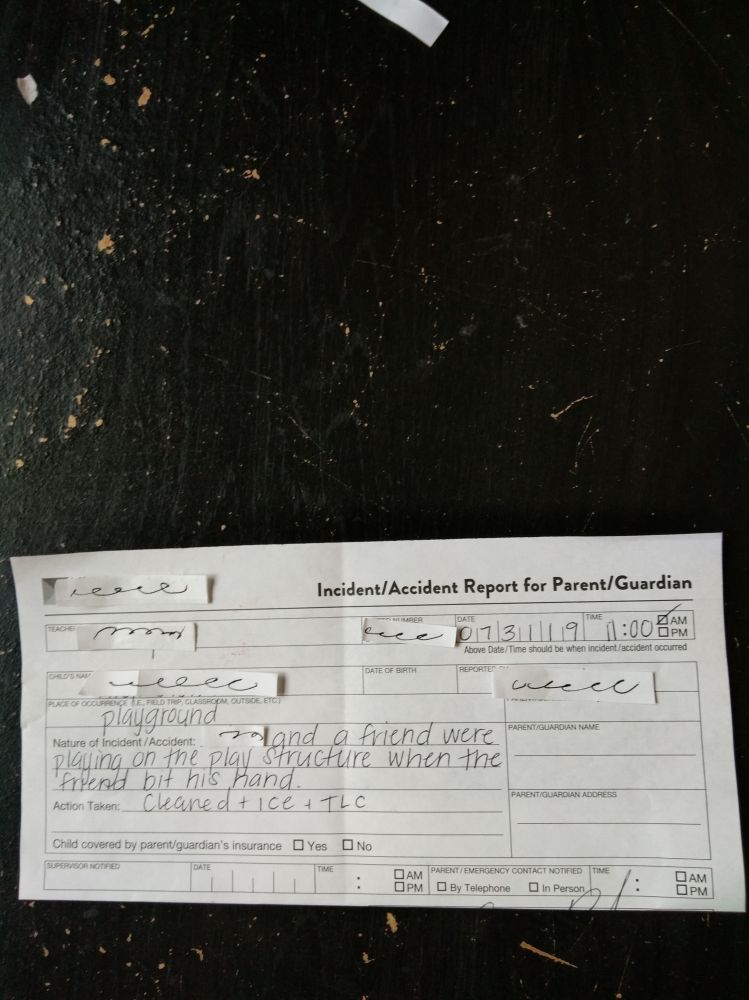 Incident/Accident Report for Parent/Guardian
TEACHE NUMBER DATE TIME
07 31 19 11:00 AM
PM
Above Date/Time should be when incident/accident occurred
CHILD'S NAM DATE OF BIRTH REPORTED
PLACE OF OCCURRENCE (I.E., FIELD TRIP, CLASSROOM, OUTSIDE, ETC.)
playground
PARENT/GUARDIAN NAME
Nature of Incident/Accident: and a friend were
playing on the play structure when the
friend bit his hand.
PARENT/GUARDIAN ADDRESS
Action Taken: Cleaned + ICE + TLC
Child covered by parent/guardian's insurance Yes No
SUPERVISOR NOTIFIED DATE TIME : AM
PM
PARENT/EMERGENCY CONTACT NOTIFIED TIME
By Telephone In Person : AM
PM